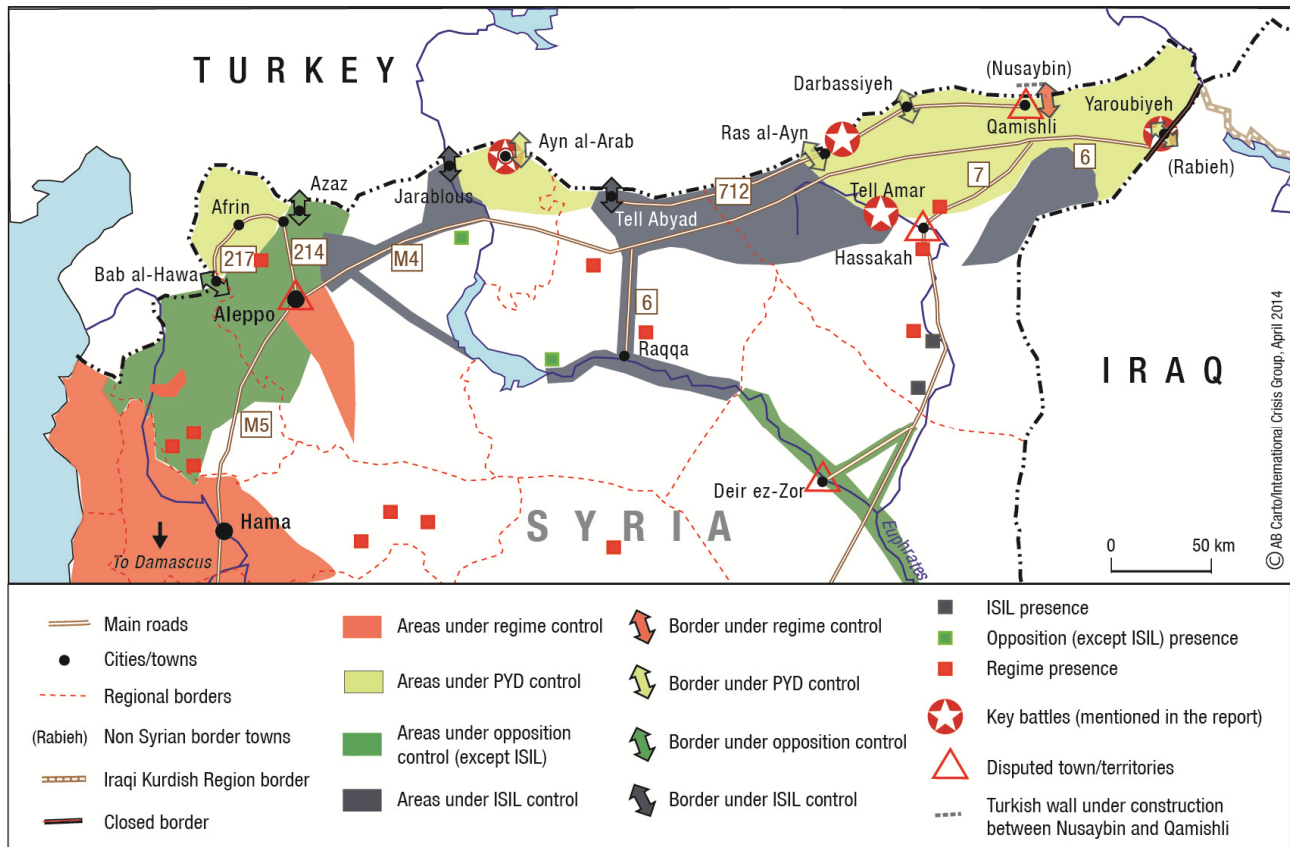 TURKEY
(Nusaybin)
Darbassiyeh
Yaroubiyeh
Ras al-Ayn
Qamishli
Ayn al-Arab
(Rabieh)
6
7
Azaz
Jarablous
712
Tell Amar
Afrin
Tell Abyad
214
217
M4
Hassakah
Bab al-Hawa
6
Aleppo
Raqqa
IRAQ
M5
Deir ez-Zor
SYRIA
Hama
Euphrates
To Damascus
0 50 km
© AB Carto/International Crisis Group, April 2014
Main roads
Cities/towns
Regional borders
(Rabieh) Non Syrian border towns
Iraqi Kurdish Region border
Closed border
Areas under regime control
Areas under PYD control
Areas under opposition
control (except ISIL)
Areas under ISIL control
Border under regime control
Border under PYD control
Border under opposition control
Border under ISIL control
ISIL presence
Opposition (except ISIL) presence
Regime presence
Key battles (mentioned in the report)
Disputed town/territories
Turkish wall under construction
between Nusaybin and Qamishli